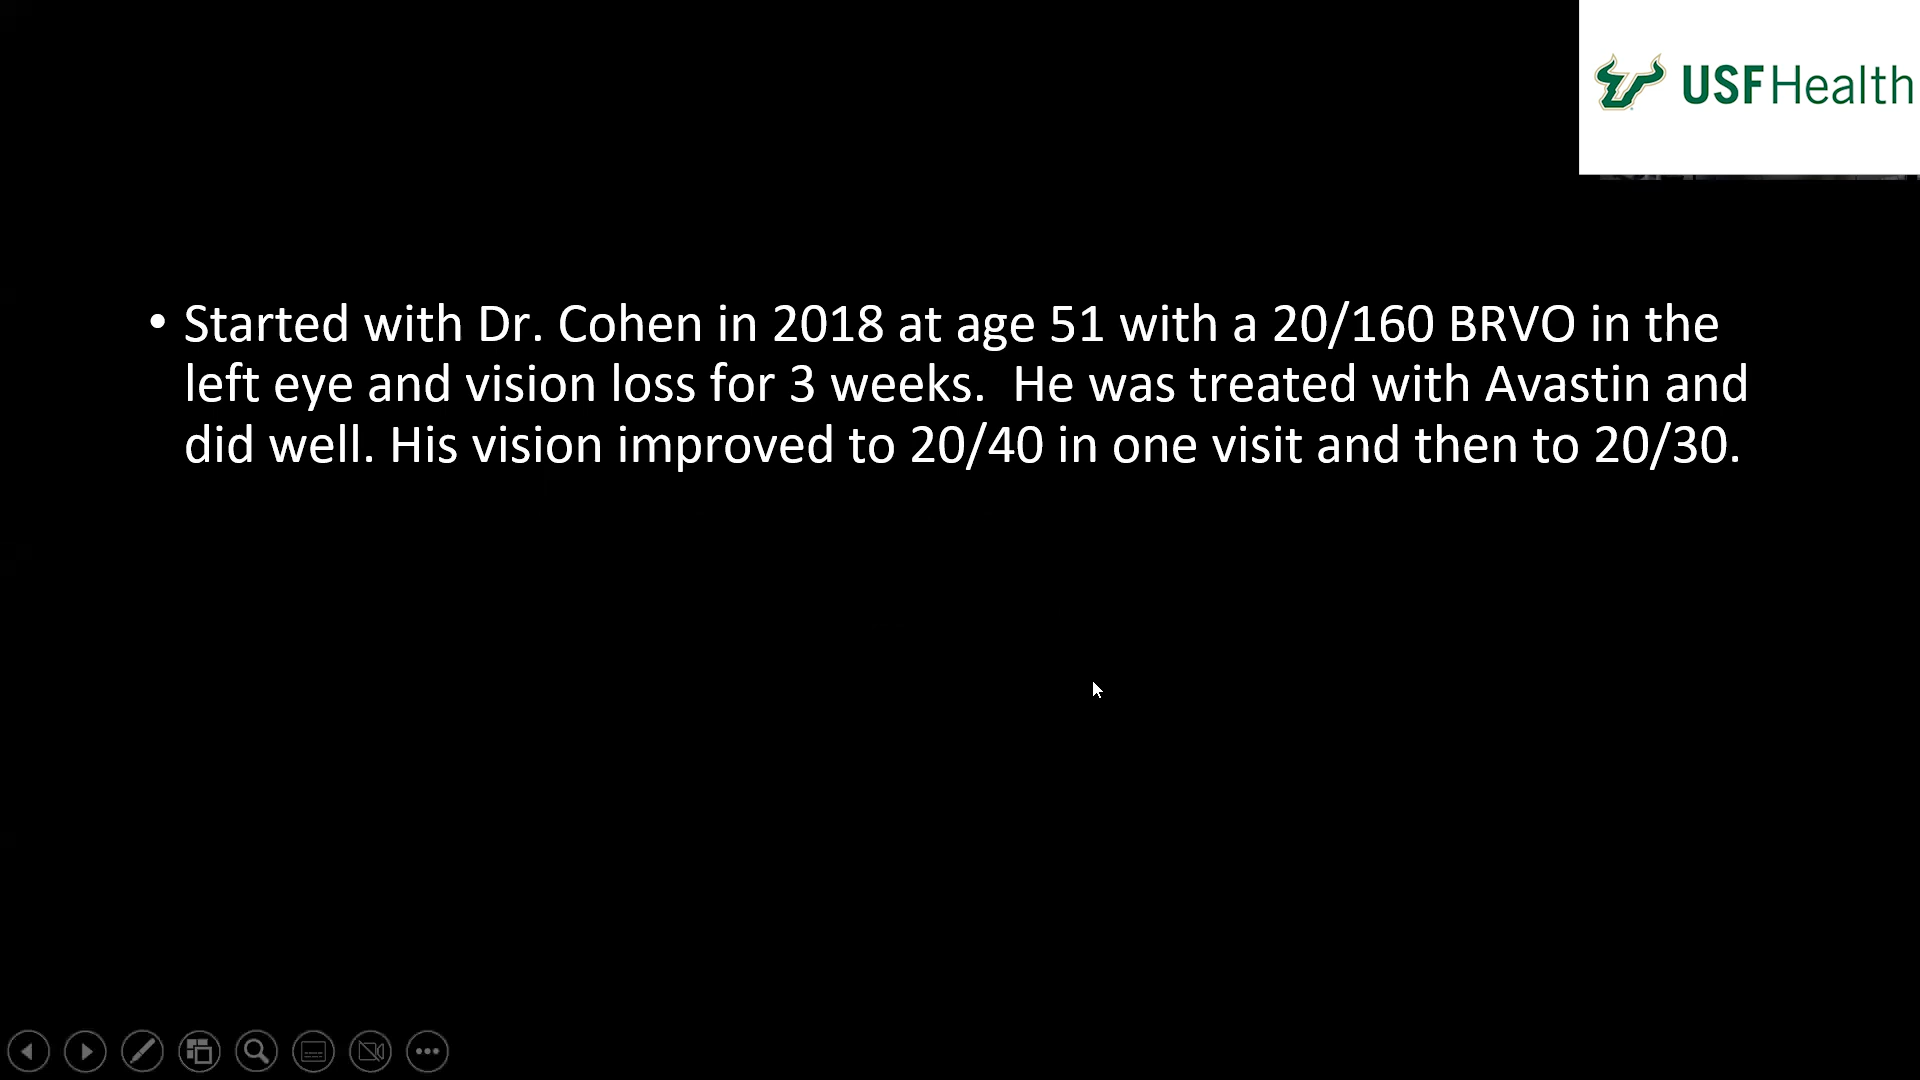 USFHealth
• Started with Dr. Cohen in 2018 at age 51 with a 20/160 BRVO in the
left eye and vision loss for 3 weeks.  He was treated with Avastin and
did well. His vision improved to 20/40 in one visit and then to 20/30.